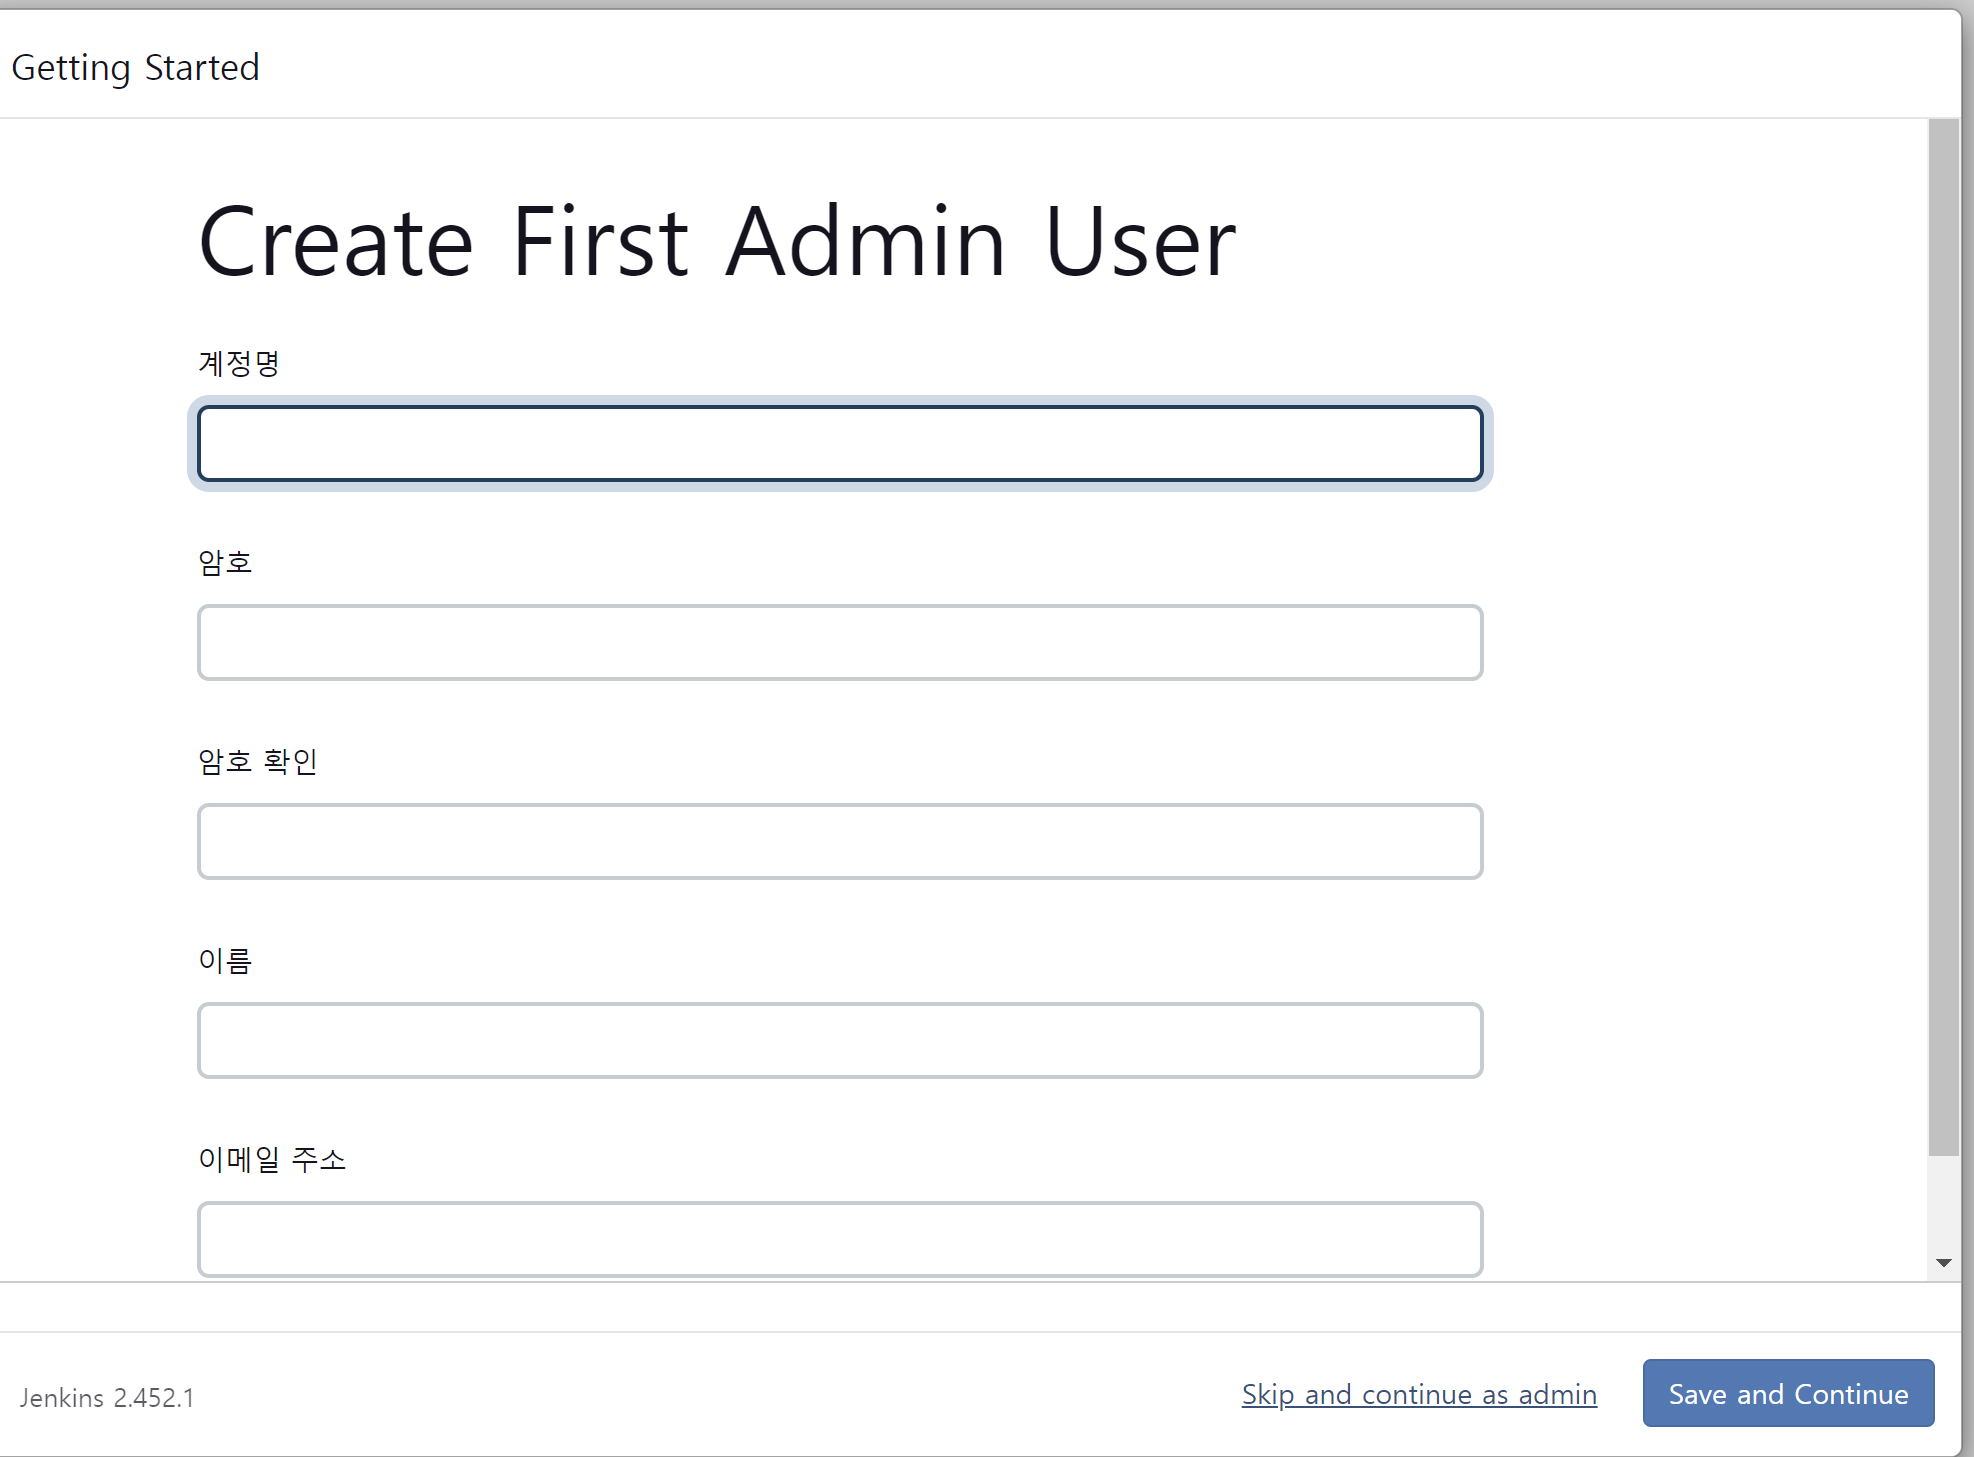 Getting Started
Create First Admin User
계정명
암호
암호 확인
이름
이메일 주소
Jenkins 2.452.1
Skip and continue as admin
Save and Continue